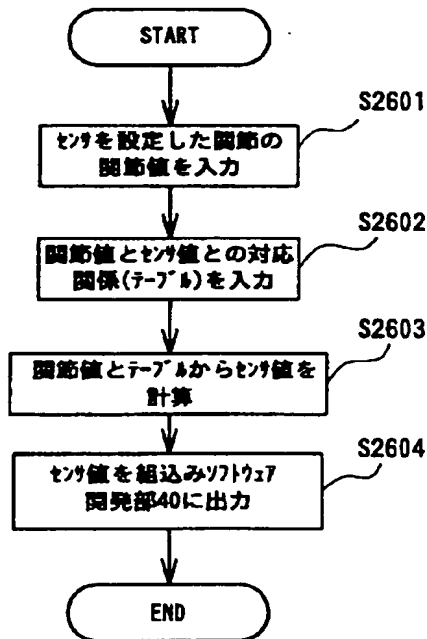 START
S2601
ｾﾝｻを設定した関節の
関節値を入力
S2602
関節値とｾﾝｻ値との対応
関係(ﾃｰﾌﾞﾙ)を入力
S2603
関節値とﾃｰﾌﾞﾙからｾﾝｻ値を
計算
S2604
ｾﾝｻ値を組込みｿﾌﾄｳｪｱ
開発部40に出力
END